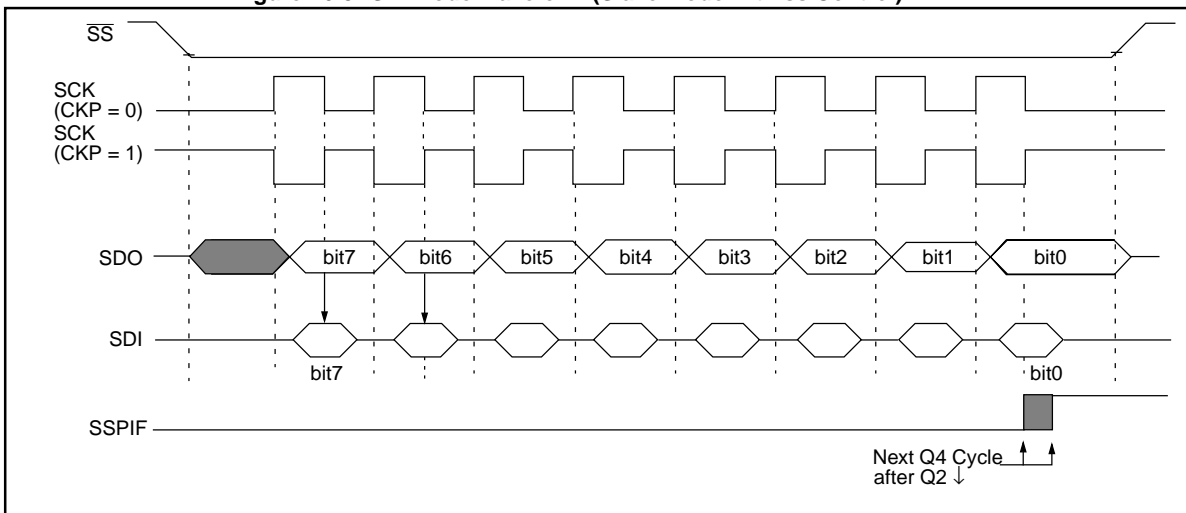 SS
SCK
(CKP = 0)
SCK
(CKP = 1)
SDO
bit7 bit6 bit5 bit4 bit3 bit2 bit1 bit0
SDI
bit7 bit0
SSPIF
Next Q4 Cycle
after Q2 ↓